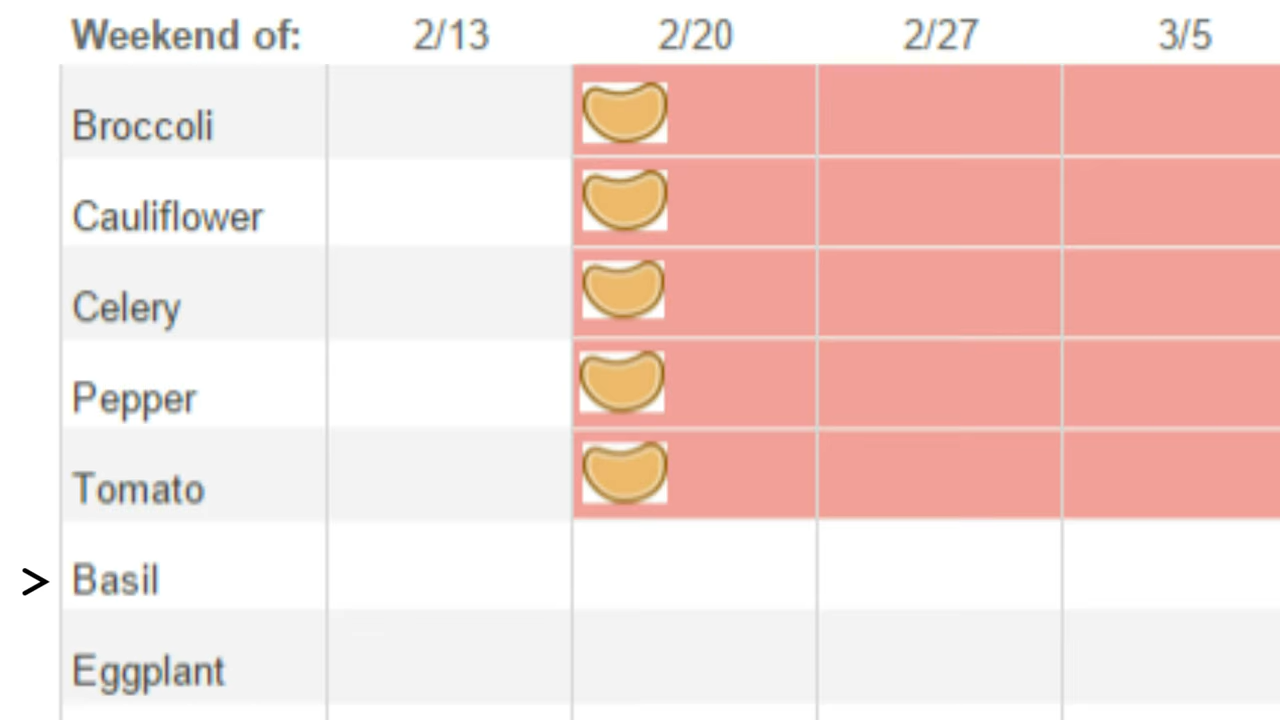 Weekend of: 2/13 2/20 2/27 3/5
Broccoli
Cauliflower
Celery
Pepper
Tomato
> Basil
Eggplant